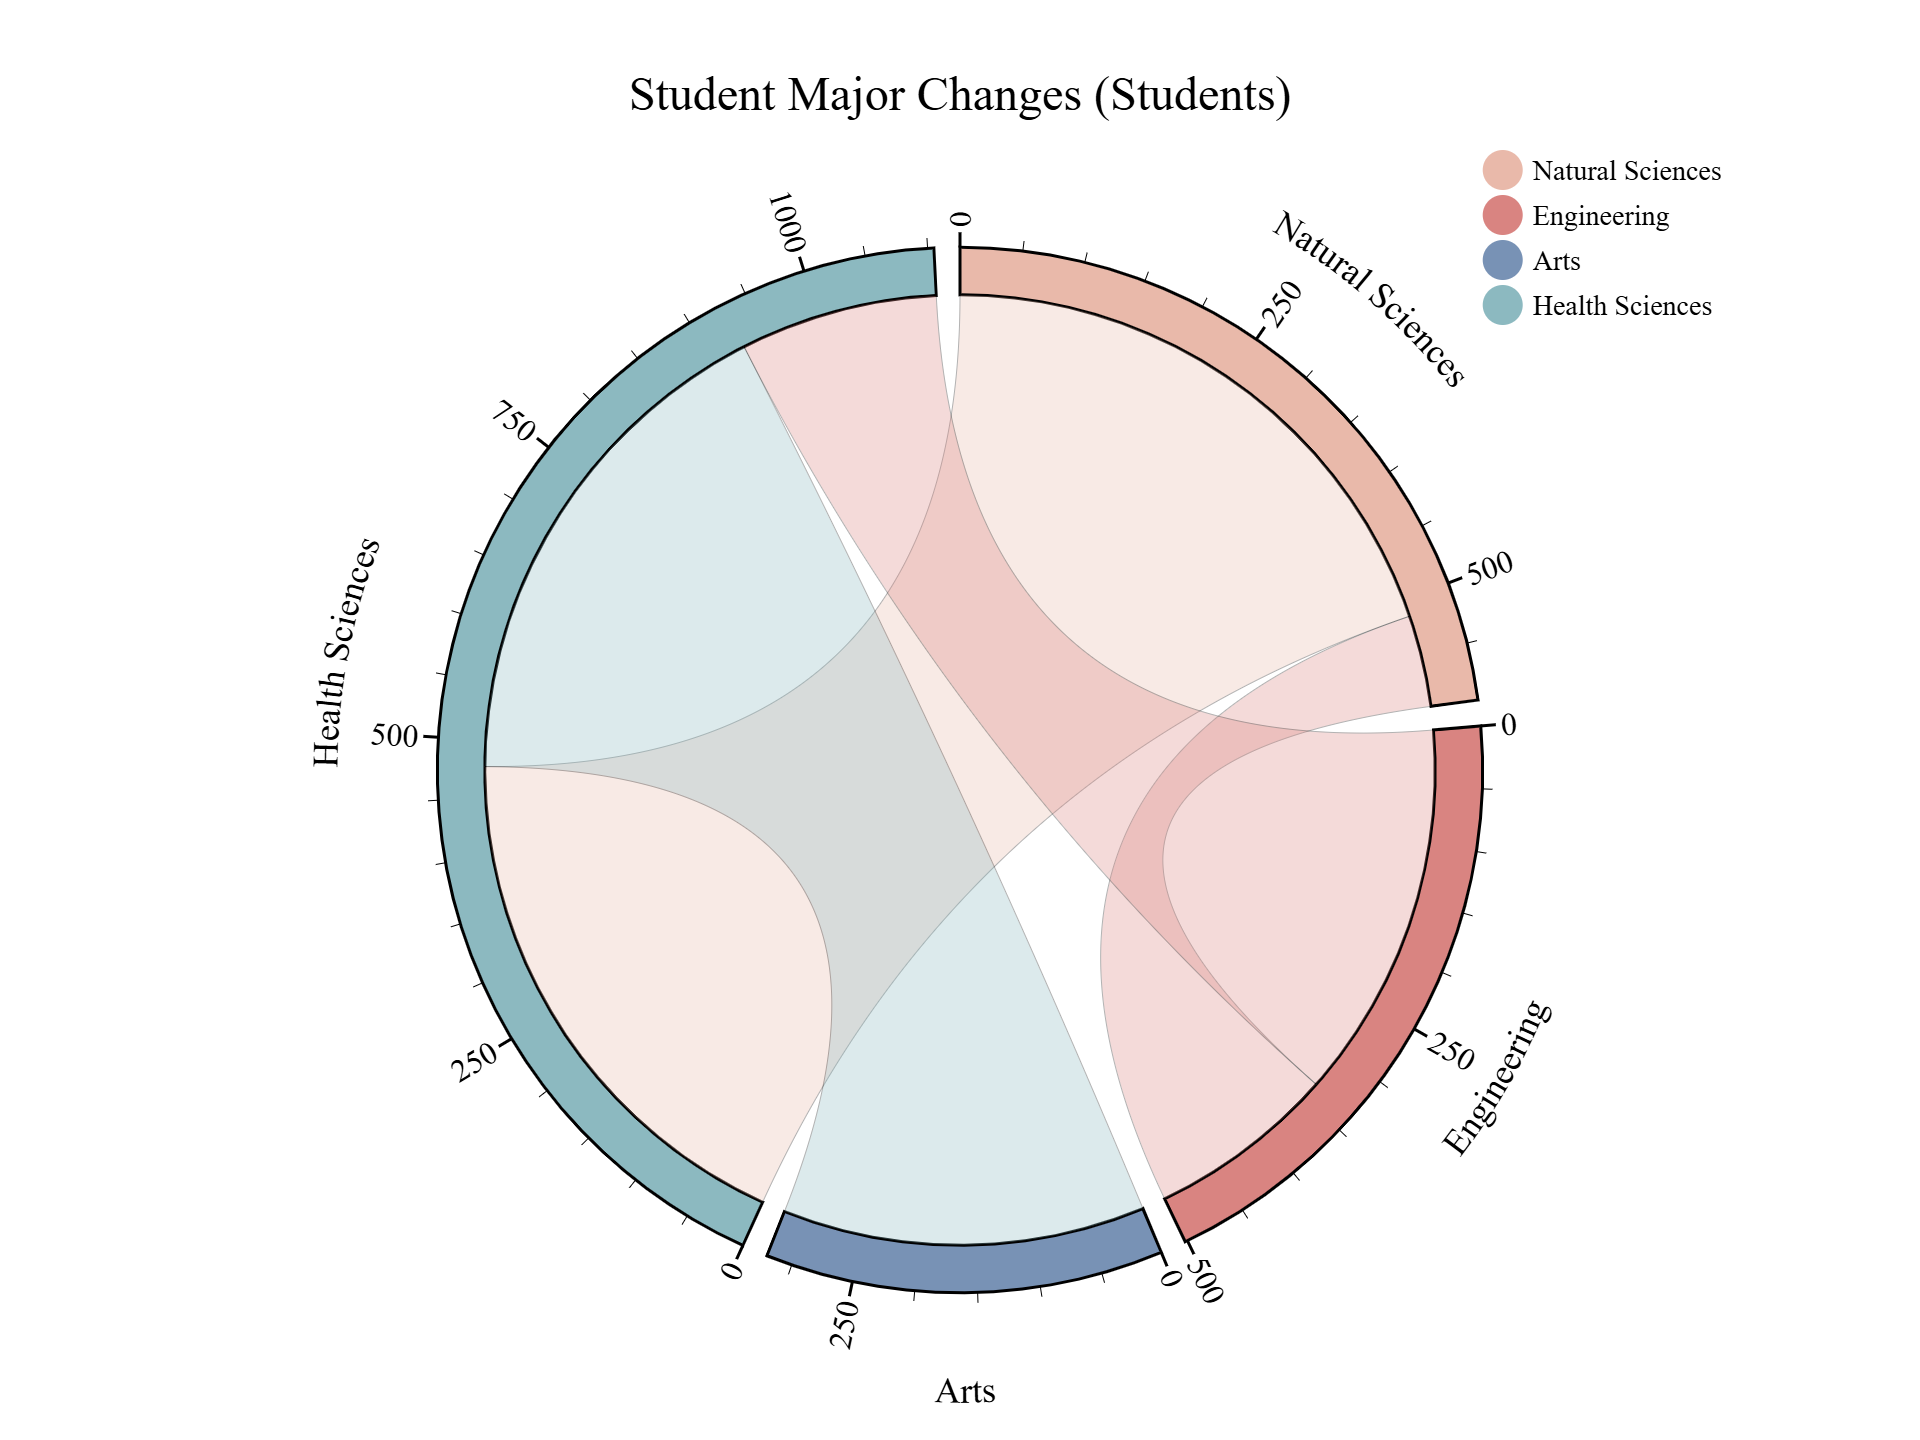 Student Major Changes (Students)
Natural Sciences
Engineering
Arts
Health Sciences
0
250
500
Natural Sciences
0
250
500
Engineering
0
250
Arts
0
250
500
750
1000
Health Sciences